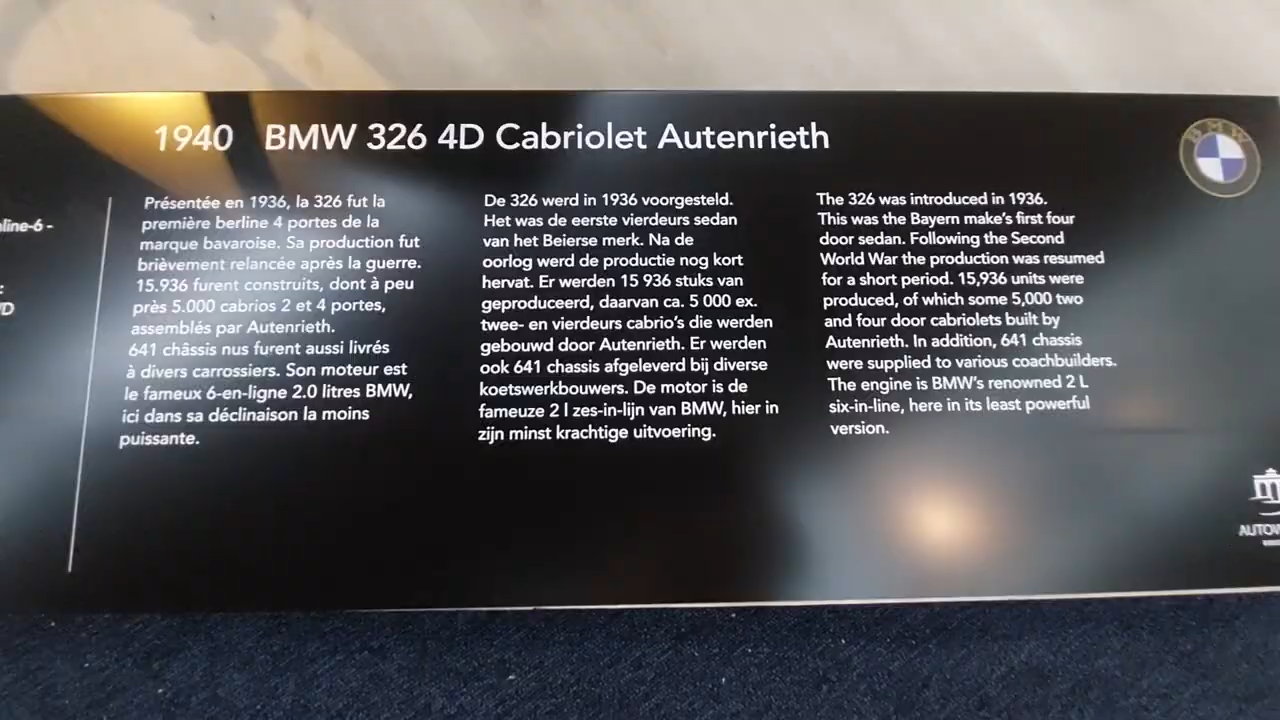 1940 BMW 326 4D Cabriolet Autenrieth
BMW
Présentée en 1936, la 326 fut la
première berline 4 portes de la
marque bavaroise. Sa production fut
brièvement relancée après la guerre.
15.936 furent construits, dont à peu
près 5.000 cabrios 2 et 4 portes,
assemblés par Autenrieth.
641 châssis nus furent aussi livrés
à divers carrossiers. Son moteur est
le fameux 6-en-ligne 2.0 litres BMW,
ici dans sa déclinaison la moins
puissante.
De 326 werd in 1936 voorgesteld.
Het was de eerste vierdeurs sedan
van het Beierse merk. Na de
oorlog werd de productie nog kort
hervat. Er werden 15 936 stuks van
geproduceerd, daarvan ca. 5 000 ex.
twee- en vierdeurs cabrio's die werden
gebouwd door Autenrieth. Er werden
ook 641 chassis afgeleverd bij diverse
koetswerkbouwers. De motor is de
fameuze 2 l zes-in-lijn van BMW, hier in
zijn minst krachtige uitvoering.
The 326 was introduced in 1936.
This was the Bayern make's first four
door sedan. Following the Second
World War the production was resumed
for a short period. 15,936 units were
produced, of which some 5,000 two
and four door cabriolets built by
Autenrieth. In addition, 641 chassis
were supplied to various coachbuilders.
The engine is BMW's renowned 2 L
six-in-line, here in its least powerful
version.